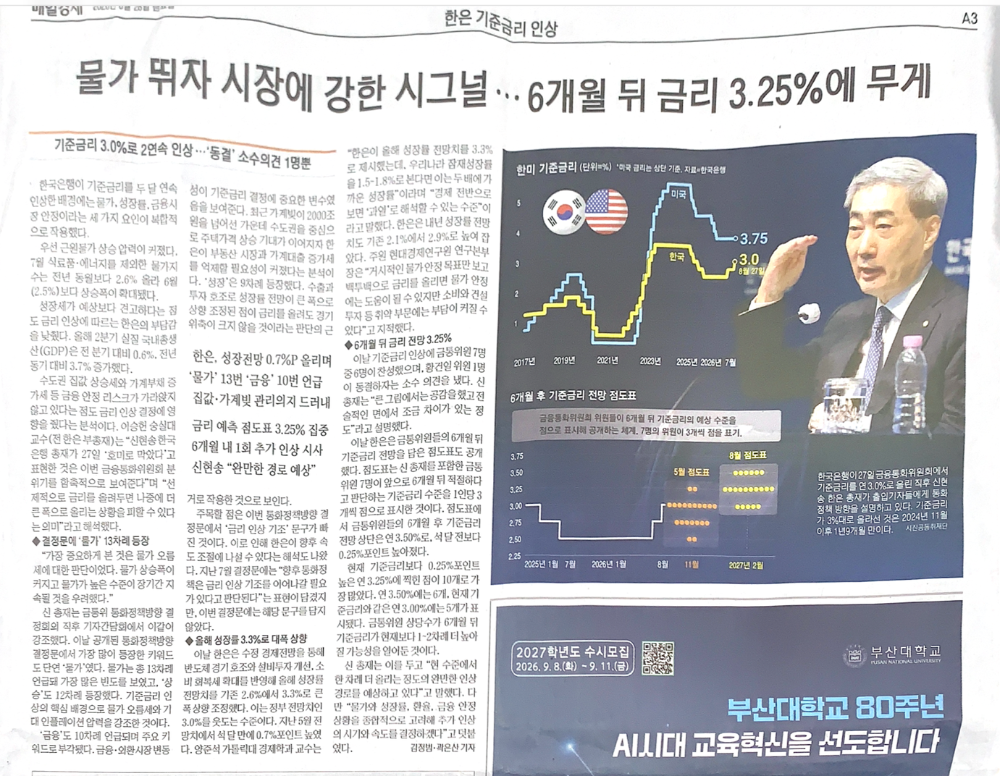 매일경제
한은 기준금리 인상
A3
물가 뛰자 시장에 강한 시그널…6개월 뒤 금리 3.25%에 무게
기준금리 3.0%로 2연속 인상…'동결' 소수의견 1명뿐
한국은행이 기준금리를 두 달 연속
인상한 배경에는 물가, 성장률, 금융시
장 안정이라는 세 가지 요인이 복합적
으로 작용했다.
우선 근원물가 상승 압력이 커졌다.
7월 식료품·에너지를 제외한 물가지
수는 전년 동월보다 2.6% 올라 6월
(2.5%)보다 상승폭이 확대됐다.
성장세가 예상보다 견고하다는 점
도 금리 인상에 따르는 한은의 부담감
을 낮췄다. 올해 2분기 실질 국내총생
산(GDP)은 전 분기 대비 0.6%, 전년
동기 대비 3.7% 증가했다.
수도권 집값 상승세와 가계부채 증
가세 등 금융 안정 리스크가 가라앉지
않고 있다는 점도 금리 인상 결정에 영
향을 줬다는 분석이다. 이승헌 숭실대
교수(전 한은 부총재)는 "신현송 한국
은행 총재가 27일 '호미로 막았다'고
표현한 것은 이번 금융통화위원회 분
위기를 함축적으로 보여준다"며 "선
제적으로 금리를 올려두면 나중에 더
큰 폭으로 올리는 상황을 피할 수 있다
는 의미"라고 해석했다.
◆결정문에 '물가' 13차례 등장
"가장 중요하게 본 것은 물가 오름
세에 대한 판단이었다. 물가 상승폭이
커지고 물가가 높은 수준이 장기간 지
속될 것을 우려했다."
신 총재는 금통위 통화정책방향 결
정회의 직후 기자간담회에서 이같이
강조했다. 이날 공개된 통화정책방향
결정문에서 가장 많이 등장한 키워드
도 단연 '물가'였다. 물가는 총 13차례
언급돼 가장 많은 빈도를 보였고, '상
승'도 12차례 등장했다. 기준금리 인
상의 핵심 배경으로 물가 오름세와 기
대 인플레이션 압력을 강조한 것이다.
'금융'도 10차례 언급되며 주요 키
워드로 부각됐다. 금융·외환시장 변동
성이 기준금리 결정에 중요한 변수였
음을 보여준다. 최근 가계빚이 2000조
원을 넘어선 가운데 수도권을 중심으
로 주택가격 상승 기대가 이어지자 한
은이 부동산 시장과 가계대출 증가세
를 억제할 필요성이 커졌다는 분석이
다. '성장'은 9차례 등장했다. 수출과
투자 호조로 성장률 전망이 큰 폭으로
상향 조정된 점이 금리를 올려도 경기
위축이 크지 않을 것이라는 판단의 근
한은, 성장전망 0.7%P 올리며
'물가' 13번 '금융' 10번 언급
집값·가계빚 관리의지 드러내
금리 예측 점도표 3.25% 집중
6개월 내 1회 추가 인상 시사
신현송 "완만한 경로 예상"
거로 작용한 것으로 보인다.
주목할 점은 이번 통화정책방향 결
정문에서 '금리 인상 기조' 문구가 빠
진 것이다. 이로 인해 한은이 향후 속
도 조절에 나설 수 있다는 해석도 나왔
다. 지난 7월 결정문에는 "향후 통화정
책은 금리 인상 기조를 이어나갈 필요
가 있다고 판단된다"는 표현이 담겼지
만, 이번 결정문에는 해당 문구를 담지
않았다.
◆올해 성장률 3.3%로 대폭 상향
이날 한은은 수정 경제전망을 통해
반도체 경기 호조와 설비투자 개선, 소
비 회복세 확대를 반영해 올해 성장률
전망치를 기존 2.6%에서 3.3%로 큰
폭 상향 조정했다. 이는 정부 전망치인
3.0%를 웃도는 수준이다. 지난 5월 전
망치에서 석 달 만에 0.7%포인트 높였
다. 양준석 가톨릭대 경제학과 교수는
"한은이 올해 성장률 전망치를 3.3%
로 제시했는데, 우리나라 잠재성장률
을 1.5~1.8%로 본다면 이는 두 배에 가
까운 성장률"이라며 "경제 전반으로
보면 '과열'로 해석할 수 있는 수준"이
라고 말했다. 한은은 내년 성장률 전망
치도 기존 2.1%에서 2.9%로 높여 잡
았다. 주원 현대경제연구원 연구본부
장은 "거시적인 물가 안정 목표만 보고
백투백으로 금리를 올리면 물가 안정
에는 도움이 될 수 있지만 소비와 건설
투자 등 취약 부문에는 부담이 커질 수
있다"고 지적했다.
◆6개월 뒤 금리 전망 3.25%
이날 기준금리 인상에 금통위원 7명
중 6명이 찬성했으며, 황건일 위원 1명
이 동결하자는 소수 의견을 냈다. 신
총재는 "큰 그림에서는 공감을 했고 전
술적인 면에서 조금 차이가 있는 정
도"라고 설명했다.
이날 한은은 금통위원들의 6개월 뒤
기준금리 전망을 담은 점도표도 공개
했다. 점도표는 신 총재를 포함한 금통
위원 7명이 앞으로 6개월 뒤 적절하다
고 판단하는 기준금리 수준을 1인당 3
개씩 점으로 표시한 것이다. 점도표에
서 금통위원들의 6개월 후 기준금리
전망 상단은 연 3.50%로, 석 달 전보다
0.25%포인트 높아졌다.
현재 기준금리보다 0.25%포인트
높은 연 3.25%에 찍힌 점이 10개로 가
장 많았다. 연 3.50%에는 6개, 현재 기
준금리와 같은 연 3.00%에는 5개가 표
시됐다. 금통위원 상당수가 6개월 뒤
기준금리가 현재보다 1~2차례 더 높아
질 가능성을 열어둔 것이다.
신 총재는 이를 두고 "현 수준에서
한 차례 더 올리는 정도의 완만한 인상
경로를 예상하고 있다"고 말했다. 다
만 "물가와 성장률, 환율, 금융 안정
상황을 종합적으로 고려해 추가 인상
의 시기와 속도를 결정하겠다"고 덧붙
였다.
김정범·곽은산 기자
한미 기준금리 (단위=%) *미국 금리는 상단 기준, 자료=한국은행
5
4
3
2
1
미국
3.75
한국
3.0
8월 27일
2017년 2019년 2021년 2023년 2025년 2026년 7월
6개월 후 기준금리 전망 점도표
금융통화위원회 위원들이 6개월 뒤 기준금리의 예상 수준을
점으로 표시해 공개하는 체계. 7명의 위원이 3개씩 점을 표기.
3.75
3.50
3.25
3.00
2.75
2.50
2.25
5월 점도표
8월 점도표
2025년 1월 7월 2026년 1월 8월 11월 2027년 2월
한국은행이 27일 금융통화위원회에서
기준금리를 연 3.0%로 올린 직후 신현
송 한은 총재가 출입기자들에게 통화
정책 방향을 설명하고 있다. 기준금리
가 3%대로 올라선 것은 2024년 11월
이후 1년9개월 만이다. 사진공동취재단
2027학년도 수시모집
2026. 9. 8.(화) ~ 9. 11.(금)
부산대학교
PUSAN NATIONAL UNIVERSITY
부산대학교 80주년
AI시대 교육혁신을 선도합니다